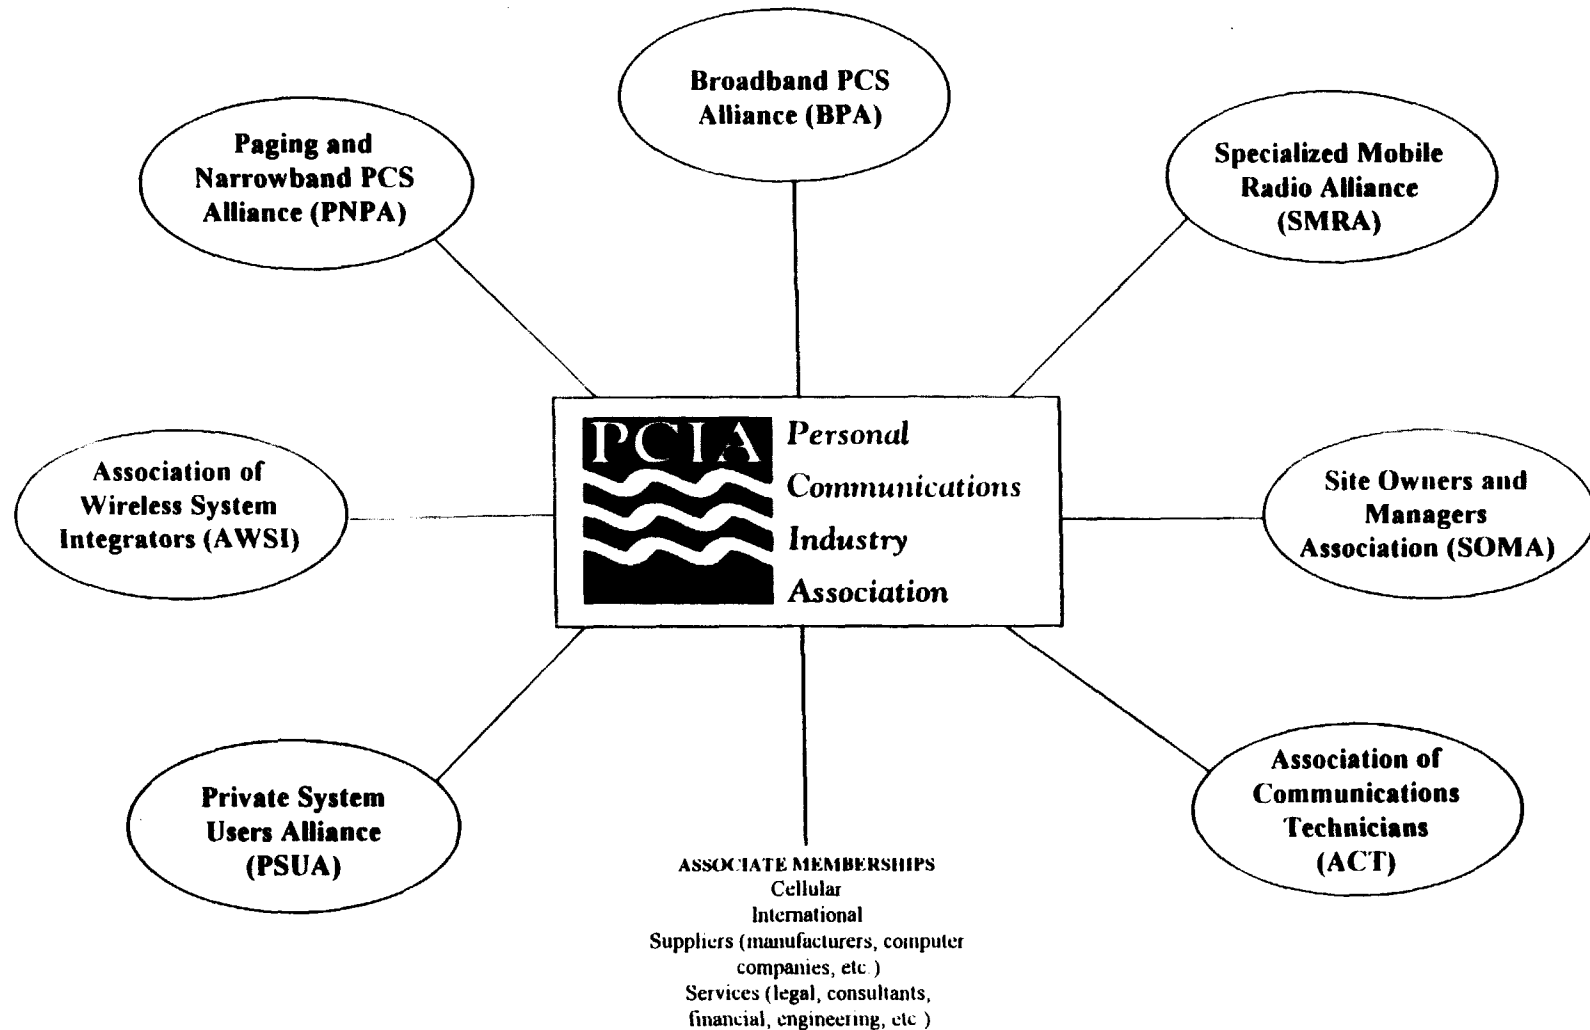 Broadband PCS
Alliance (BPA)
Paging and
Narrowband PCS
Alliance (PNPA)
Specialized Mobile
Radio Alliance
(SMRA)
PCIA
Personal
Communications
Industry
Association
Association of
Wireless System
Integrators (AWSI)
Site Owners and
Managers
Association (SOMA)
Private System
Users Alliance
(PSUA)
Association of
Communications
Technicians
(ACT)
ASSOCIATE MEMBERSHIPS
Cellular
International
Suppliers (manufacturers, computer
companies, etc.)
Services (legal, consultants,
financial, engineering, etc.)